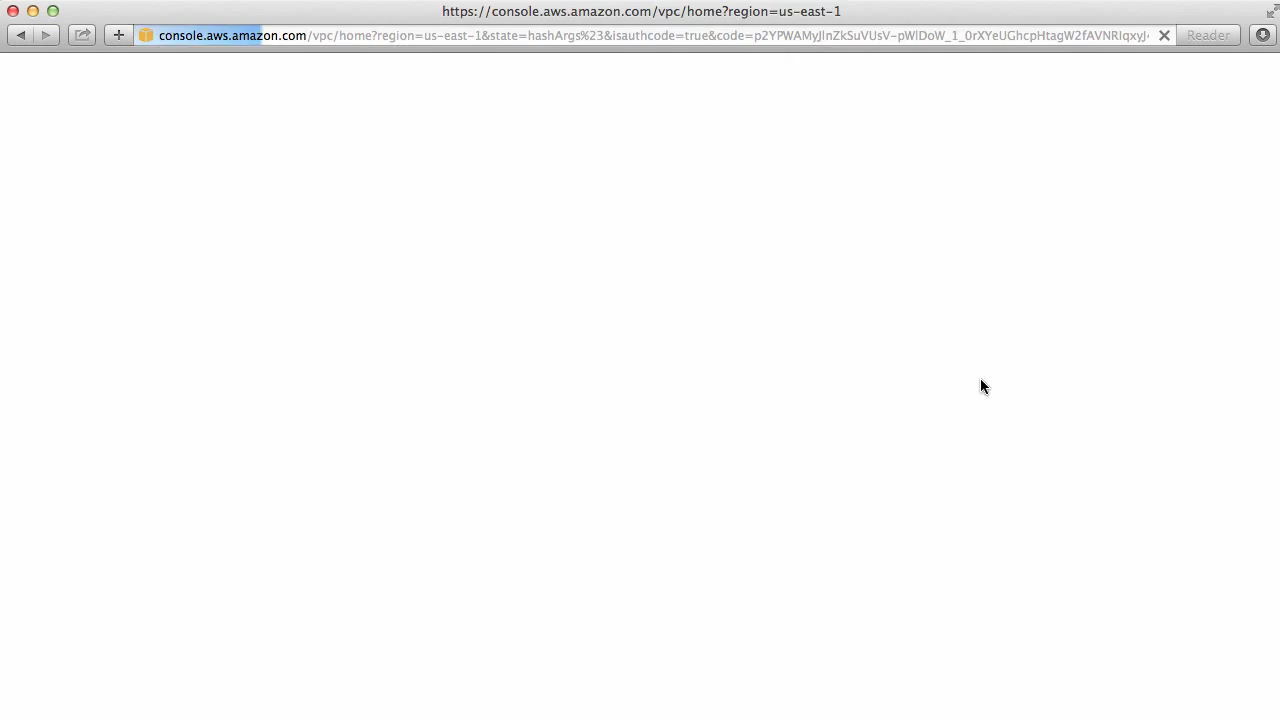 https://console.aws.amazon.com/vpc/home?region=us-east-1
console.aws.amazon.com/vpc/home?region=us-east-1&state=hashArgs%23&isauthcode=true&code=p2YPWAMyJlnZkSuVUsV-pWlDoW_1_0rXYeUGhcpHtagW2fAVNRIqxyJ
Reader